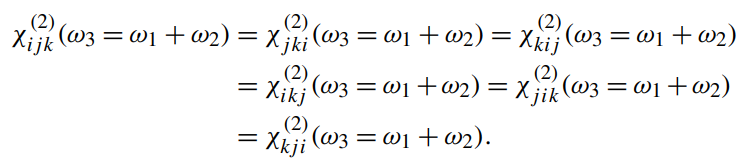 χ_{ijk}^{(2)}(ω_3 = ω_1 + ω_2) = χ_{jki}^{(2)}(ω_3 = ω_1 + ω_2) = χ_{kij}^{(2)}(ω_3 = ω_1 + ω_2)
= χ_{ikj}^{(2)}(ω_3 = ω_1 + ω_2) = χ_{jik}^{(2)}(ω_3 = ω_1 + ω_2)
= χ_{kji}^{(2)}(ω_3 = ω_1 + ω_2).